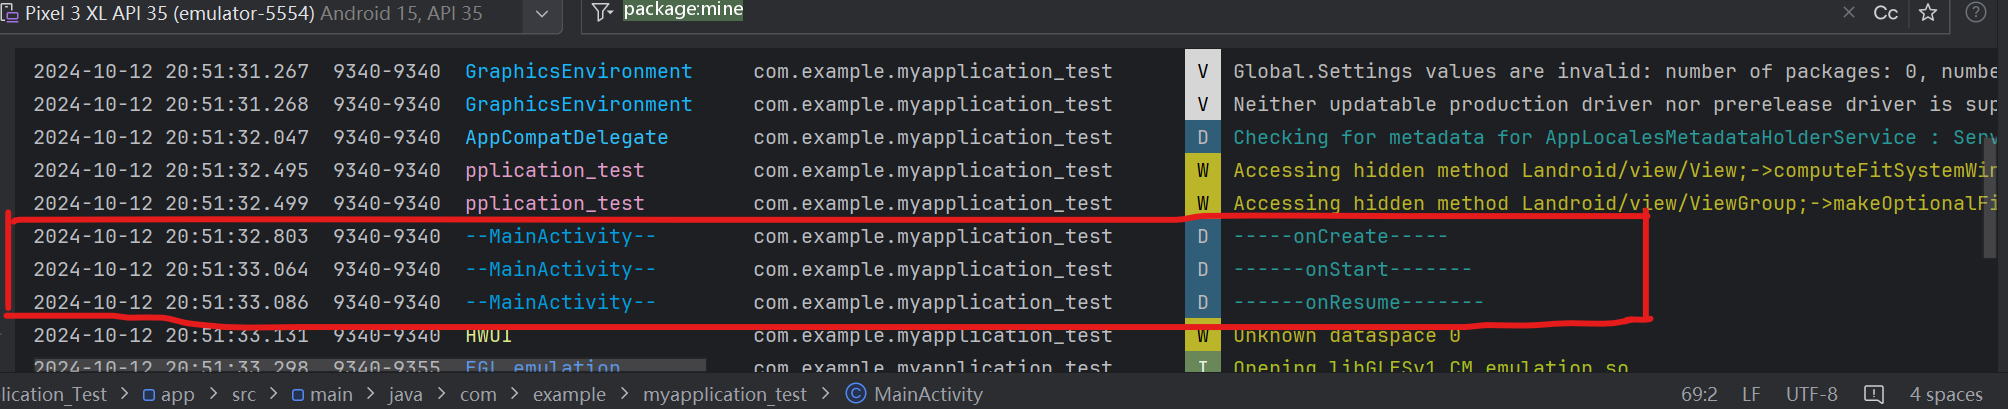 Pixel 3 XL API 35 (emulator-5554) Android 15, API 35 package:mine Cc
2024-10-12 20:51:31.267 9340-9340 GraphicsEnvironment com.example.myapplication_test V Global.Settings values are invalid: number of packages: 0, numbe
2024-10-12 20:51:31.268 9340-9340 GraphicsEnvironment com.example.myapplication_test V Neither updatable production driver nor prerelease driver is sup
2024-10-12 20:51:32.047 9340-9340 AppCompatDelegate com.example.myapplication_test D Checking for metadata for AppLocalesMetadataHolderService : Serv
2024-10-12 20:51:32.495 9340-9340 pplication_test com.example.myapplication_test W Accessing hidden method Landroid/view/View;->computeFitSystemWin
2024-10-12 20:51:32.499 9340-9340 pplication_test com.example.myapplication_test W Accessing hidden method Landroid/view/ViewGroup;->makeOptionalFi
2024-10-12 20:51:32.803 9340-9340 --MainActivity-- com.example.myapplication_test D -----onCreate-----
2024-10-12 20:51:33.064 9340-9340 --MainActivity-- com.example.myapplication_test D ------onStart-------
2024-10-12 20:51:33.086 9340-9340 --MainActivity-- com.example.myapplication_test D ------onResume-------
2024-10-12 20:51:33.131 9340-9340 HWUI com.example.myapplication_test W Unknown dataspace 0
2024-10-12 20:51:33.298 9340-9355 EGL_emulation com.example.myapplication_test I Opening libGLESv1_CM_emulation.so
lication_Test > app > src > main > java > com > example > myapplication_test > MainActivity 69:2 LF UTF-8 4 spaces